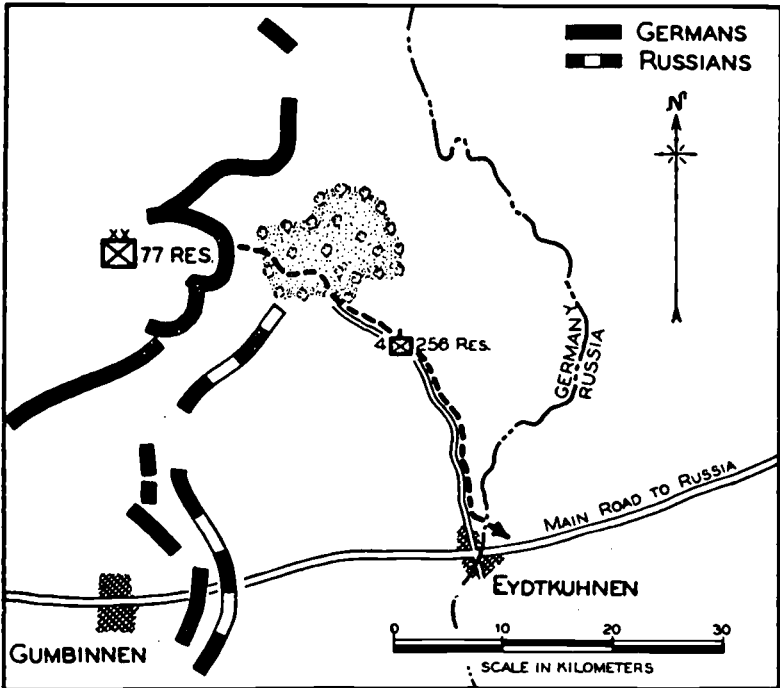 GERMANS
RUSSIANS
N
XX
77 RES.
4 256 RES.
GERMANY
RUSSIA
MAIN ROAD TO RUSSIA
EYDTKUHNEN
GUMBINNEN
0 10 20 30
SCALE IN KILOMETERS